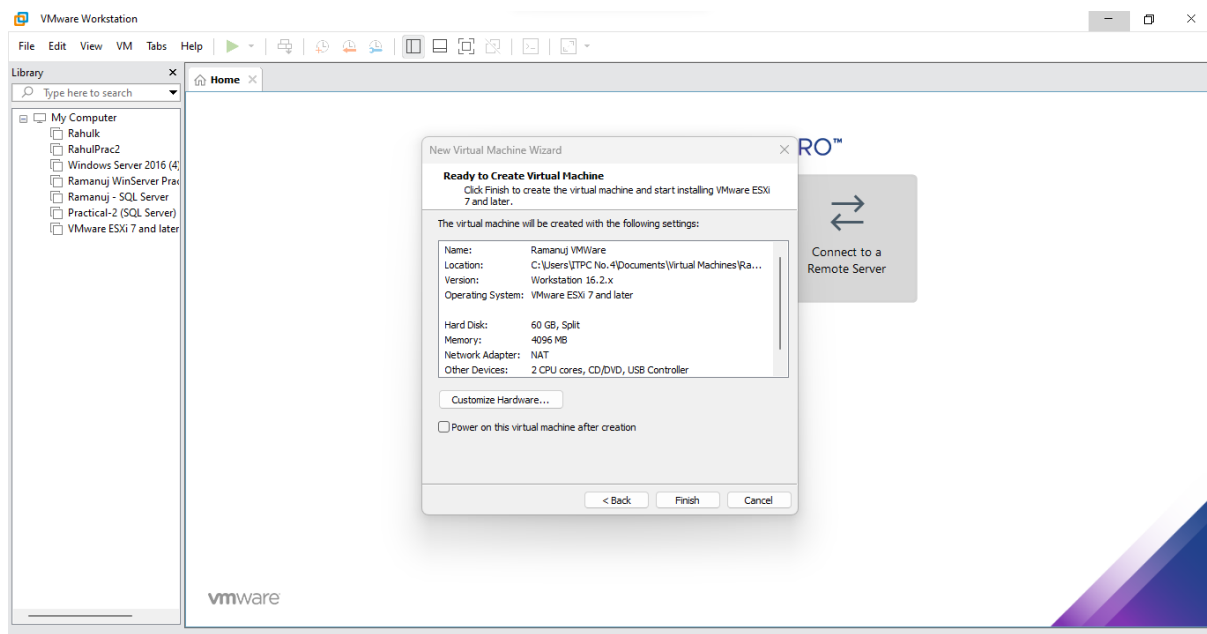 VMware Workstation
File Edit View VM Tabs Help
Library
Type here to search
Home
My Computer
Rahulk
RahulPrac2
Windows Server 2016 (4)
Ramanuj WinServer Prac
Ramanuj - SQL Server
Practical-2 (SQL Server)
VMware ESXi 7 and later
RO™
New Virtual Machine Wizard
Ready to Create Virtual Machine
Click Finish to create the virtual machine and start installing VMware ESXi
7 and later.
The virtual machine will be created with the following settings:
Name: Ramanuj VMWare
Location: C:\Users\ITPC No.4\Documents\Virtual Machines\Ra...
Version: Workstation 16.2.x
Operating System: VMware ESXi 7 and later
Hard Disk: 60 GB, Split
Memory: 4096 MB
Network Adapter: NAT
Other Devices: 2 CPU cores, CD/DVD, USB Controller
Customize Hardware...
Power on this virtual machine after creation
< Back Finish Cancel
Connect to a
Remote Server
vmware